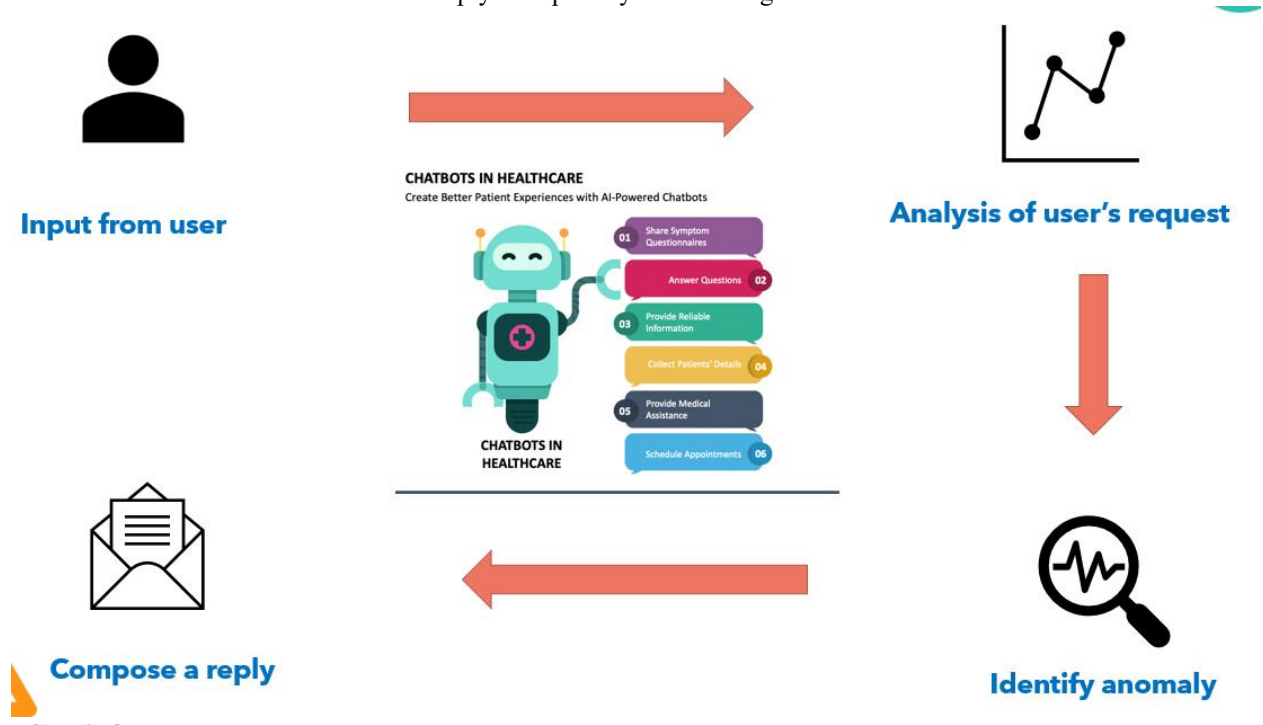 Input from user
Analysis of user's request
CHATBOTS IN HEALTHCARE
Create Better Patient Experiences with AI-Powered Chatbots
01 Share Symptom
Questionnaires
Answer Questions 02
03 Provide Reliable
Information
Collect Patients' Details 04
05 Provide Medical
Assistance
Schedule Appointments 06
CHATBOTS IN
HEALTHCARE
Compose a reply
Identify anomaly